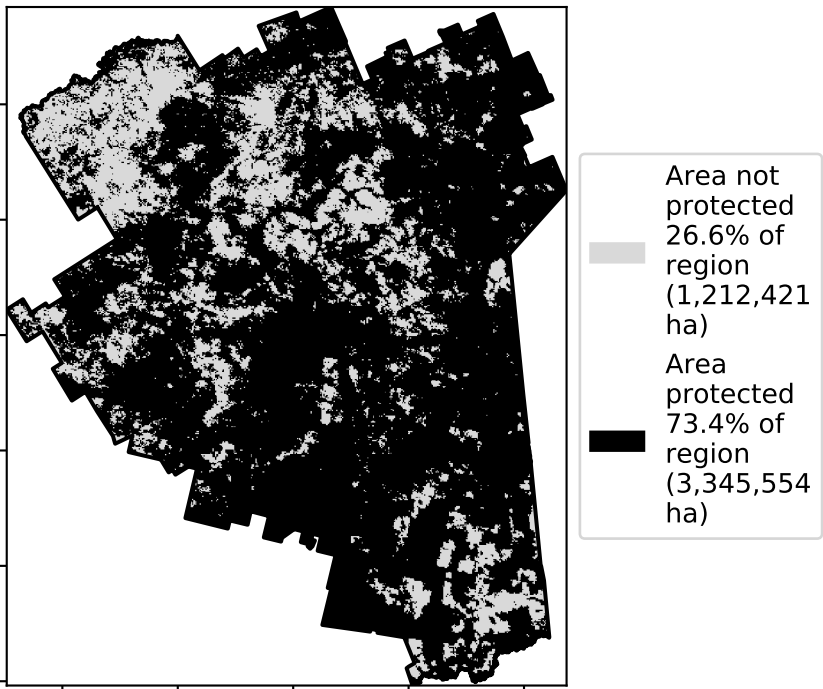 Area not
protected
26.6% of
region
(1,212,421
ha)
Area
protected
73.4% of
region
(3,345,554
ha)